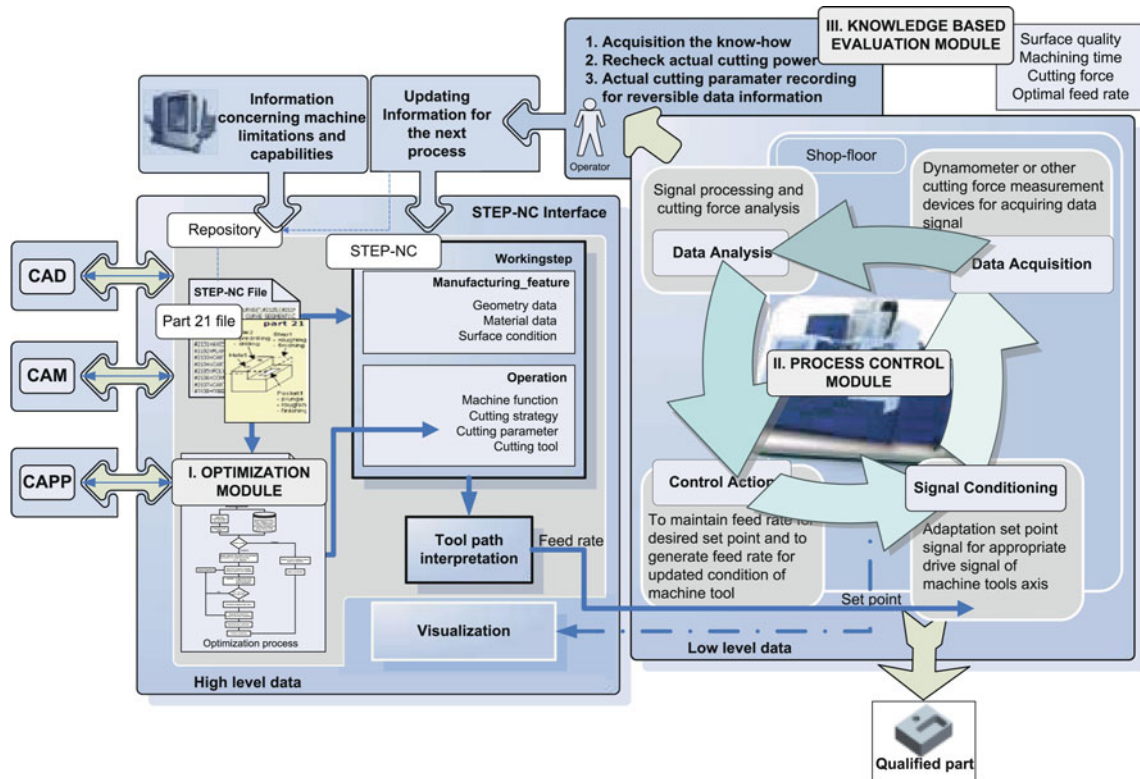 III. KNOWLEDGE BASED
EVALUATION MODULE
1. Acquisition the know-how
2. Recheck actual cutting power
3. Actual cutting paramater recording
for reversible data information
Operator
Surface quality
Machining time
Cutting force
Optimal feed rate
Information
concerning machine
limitations and
capabilities
Updating
Information for
the next
process
STEP-NC Interface
Repository
STEP-NC
STEP-NC File
Part 21 file
part 21
CAD
CAM
CAPP
Workingstep
Manufacturing_feature
Geometry data
Material data
Surface condition
Operation
Machine function
Cutting strategy
Cutting parameter
Cutting tool
I. OPTIMIZATION
MODULE
Optimization process
Tool path
interpretation
Feed rate
Visualization
High level data
Shop-floor
Signal processing and
cutting force analysis
Data Analysis
Dynamometer or other
cutting force measurement
devices for acquiring data
signal
Data Acquisition
II. PROCESS CONTROL
MODULE
Control Action
To maintain feed rate for
desired set point and to
generate feed rate for
updated condition of
machine tool
Signal Conditioning
Adaptation set point
signal for appropriate
drive signal of
machine tools axis
Set point
Low level data
Qualified part